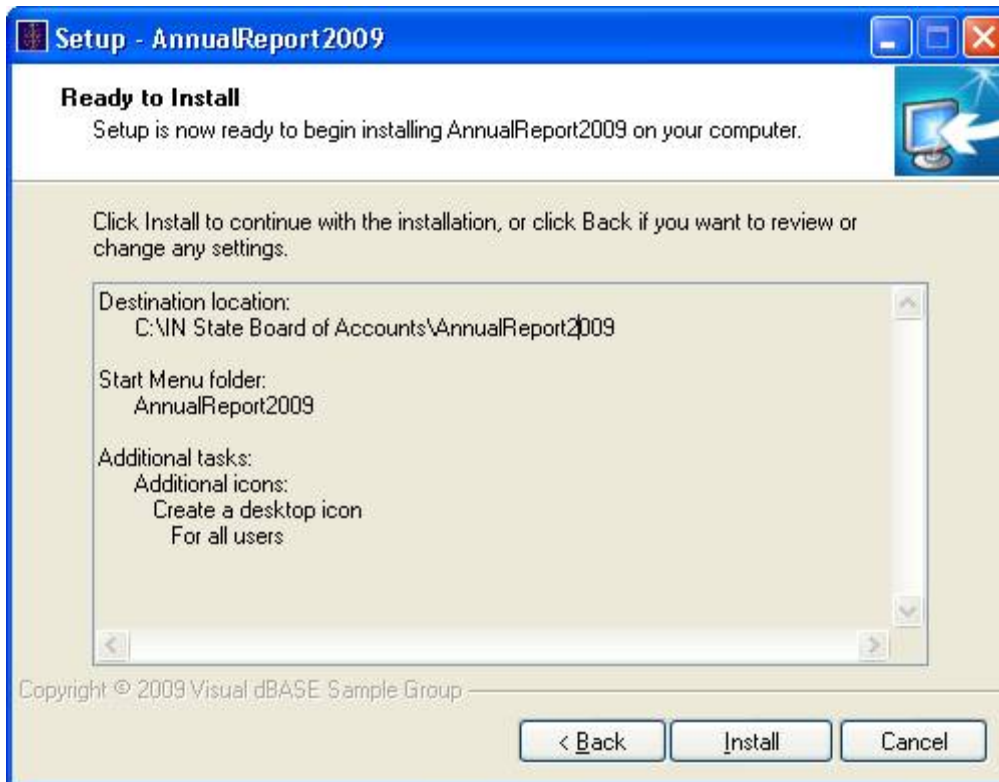 Setup - AnnualReport2009
Ready to Install
Setup is now ready to begin installing AnnualReport2009 on your computer.
Click Install to continue with the installation, or click Back if you want to review or
change any settings.
Destination location:
C:\IN State Board of Accounts\AnnualReport2009
Start Menu folder:
AnnualReport2009
Additional tasks:
Additional icons:
Create a desktop icon
For all users
Copyright © 2009 Visual dBASE Sample Group
< Back
Install
Cancel